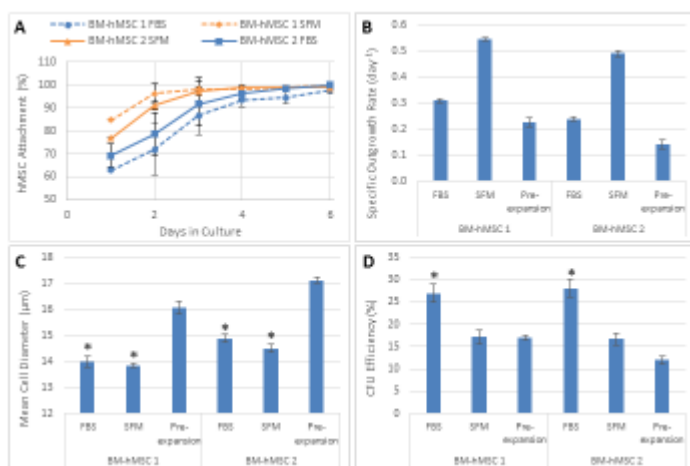 A
BM-hMSC 1 FBS
BM-hMSC 1 SFM
BM-hMSC 2 SFM
BM-hMSC 2 FBS
hMSC Attachment (%)
110
100
90
80
70
60
50
0
2
4
6
Days in Culture
B
Specific Outgrowth Rate (day⁻¹)
0.6
0.5
0.4
0.3
0.2
0.1
0.0
FBS
SFM
Pre-
expansion
FBS
SFM
Pre-
expansion
BM-hMSC 1
BM-hMSC 2
C
Mean Cell Diameter (µm)
18
17
16
15
14
13
12
*
*
*
*
FBS
SFM
Pre-
expansion
FBS
SFM
Pre-
expansion
BM-hMSC 1
BM-hMSC 2
D
CFU Efficiency (%)
35
30
25
20
15
10
5
0
*
*
FBS
SFM
Pre-
expansion
FBS
SFM
Pre-
expansion
BM-hMSC 1
BM-hMSC 2